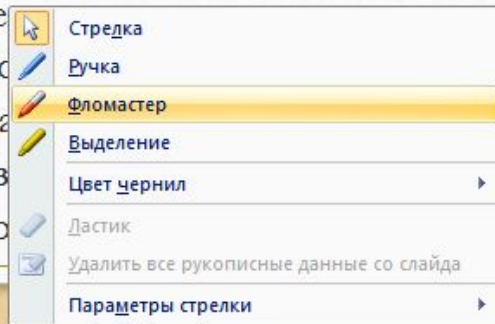 Стрелка
Ручка
Фломастер
Выделение
Цвет чернил
Ластик
Удалить все рукописные данные со слайда
Параметры стрелки